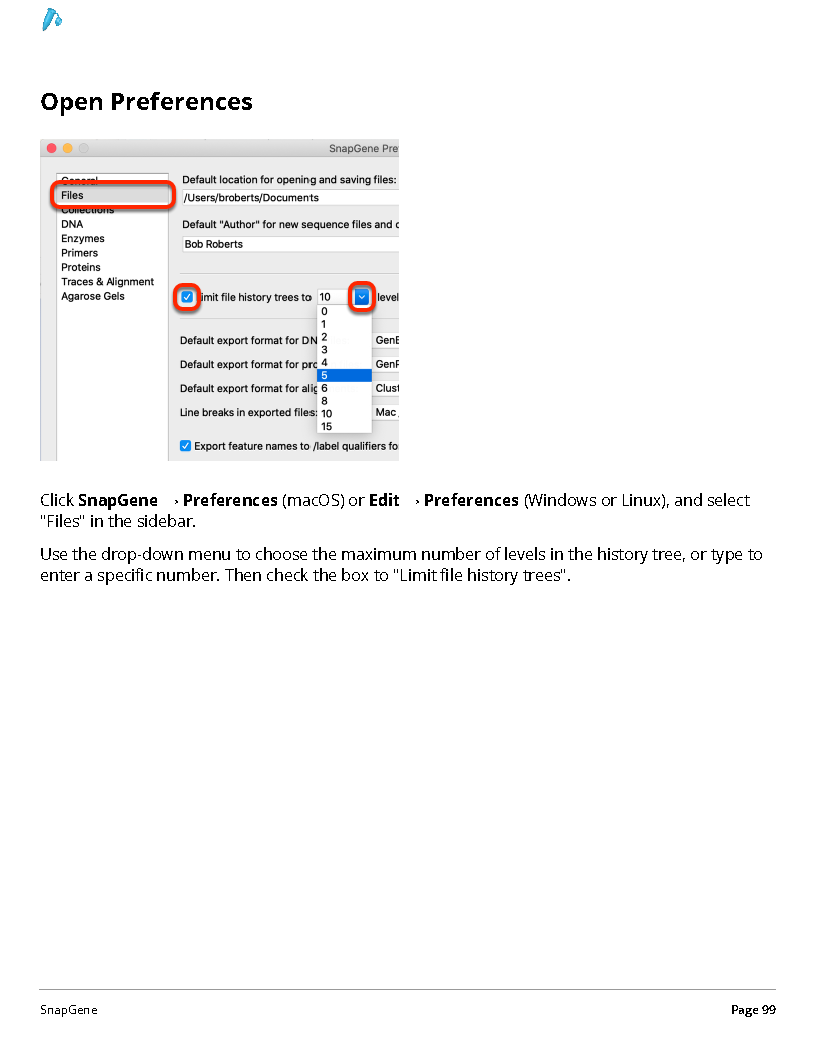 Open Preferences
SnapGene Pre
General
Files
Collections
DNA
Enzymes
Primers
Proteins
Traces & Alignment
Agarose Gels
Default location for opening and saving files:
/Users/broberts/Documents
Default "Author" for new sequence files and c
Bob Roberts
imit file history trees to 10 level
0
1
2
3
4
5
6
8
10
15
Default export format for DN GenB
Default export format for pro GenP
Default export format for alig Clust
Line breaks in exported files: Mac
Export feature names to /label qualifiers fo
Click SnapGene → Preferences (macOS) or Edit → Preferences (Windows or Linux), and select
"Files" in the sidebar.
Use the drop-down menu to choose the maximum number of levels in the history tree, or type to
enter a specific number. Then check the box to "Limit file history trees".
SnapGene Page 99